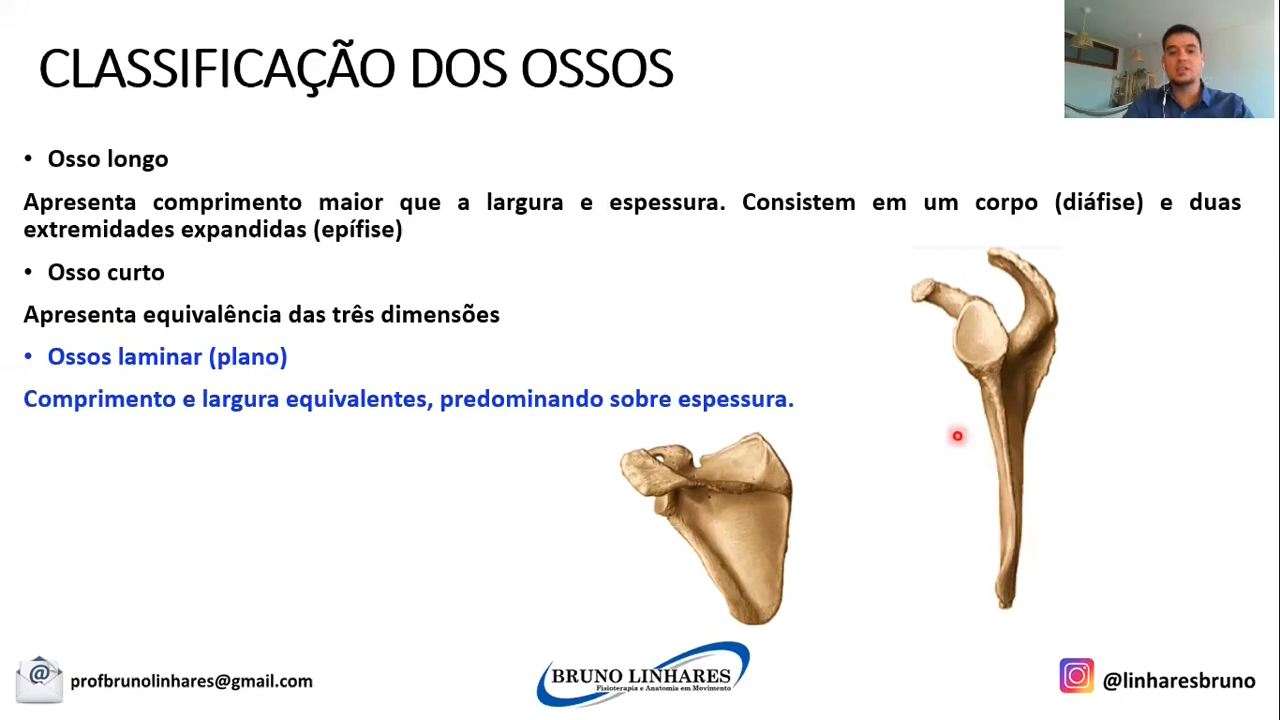 CLASSIFICAÇÃO DOS OSSOS
• Osso longo
Apresenta comprimento maior que a largura e espessura. Consistem em um corpo (diáfise) e duas
extremidades expandidas (epífise)
• Osso curto
Apresenta equivalência das três dimensões
• Ossos laminar (plano)
Comprimento e largura equivalentes, predominando sobre espessura.
@
profbrunolinhares@gmail.com
BRUNO LINHARES
Fisioterapia e Anatomia em Movimento
@linharesbruno